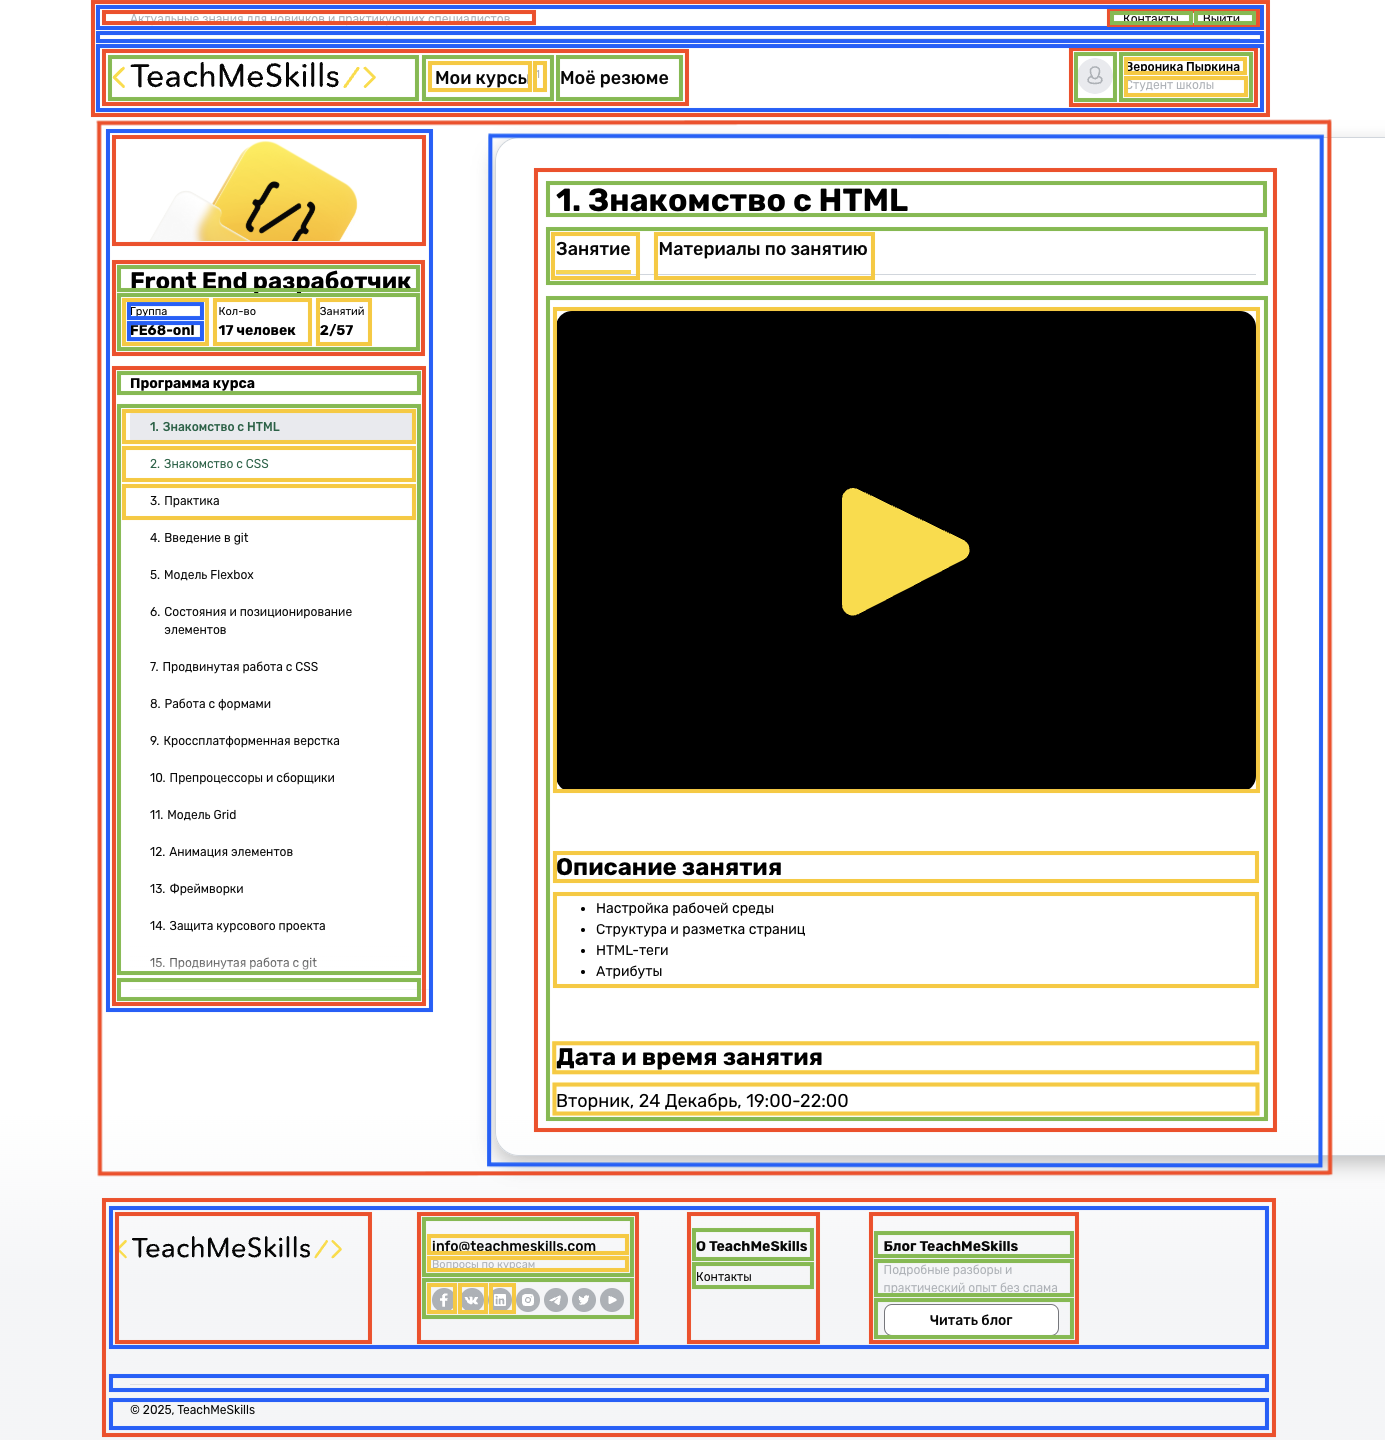 Актуальные знания для новичков и практикующих специалистов
Контакты
Выйти
TeachMeSkills
Мои курсы
1
Моё резюме
Вероника Пыркина
Студент школы
Front End разработчик
Группа
FE68-onl
Кол-во
17 человек
Занятий
2/57
Программа курса
1. Знакомство с HTML
2. Знакомство с CSS
3. Практика
4. Введение в git
5. Модель Flexbox
6. Состояния и позиционирование
элементов
7. Продвинутая работа с CSS
8. Работа с формами
9. Кроссплатформенная верстка
10. Препроцессоры и сборщики
11. Модель Grid
12. Анимация элементов
13. Фреймворки
14. Защита курсового проекта
15. Продвинутая работа с git
1. Знакомство с HTML
Занятие
Материалы по занятию
Описание занятия
• Настройка рабочей среды
• Структура и разметка страниц
• HTML-теги
• Атрибуты
Дата и время занятия
Вторник, 24 Декабрь, 19:00-22:00
TeachMeSkills
info@teachmeskills.com
Вопросы по курсам
О TeachMeSkills
Контакты
Блог TeachMeSkills
Подробные разборы и
практический опыт без спама
Читать блог
© 2025, TeachMeSkills